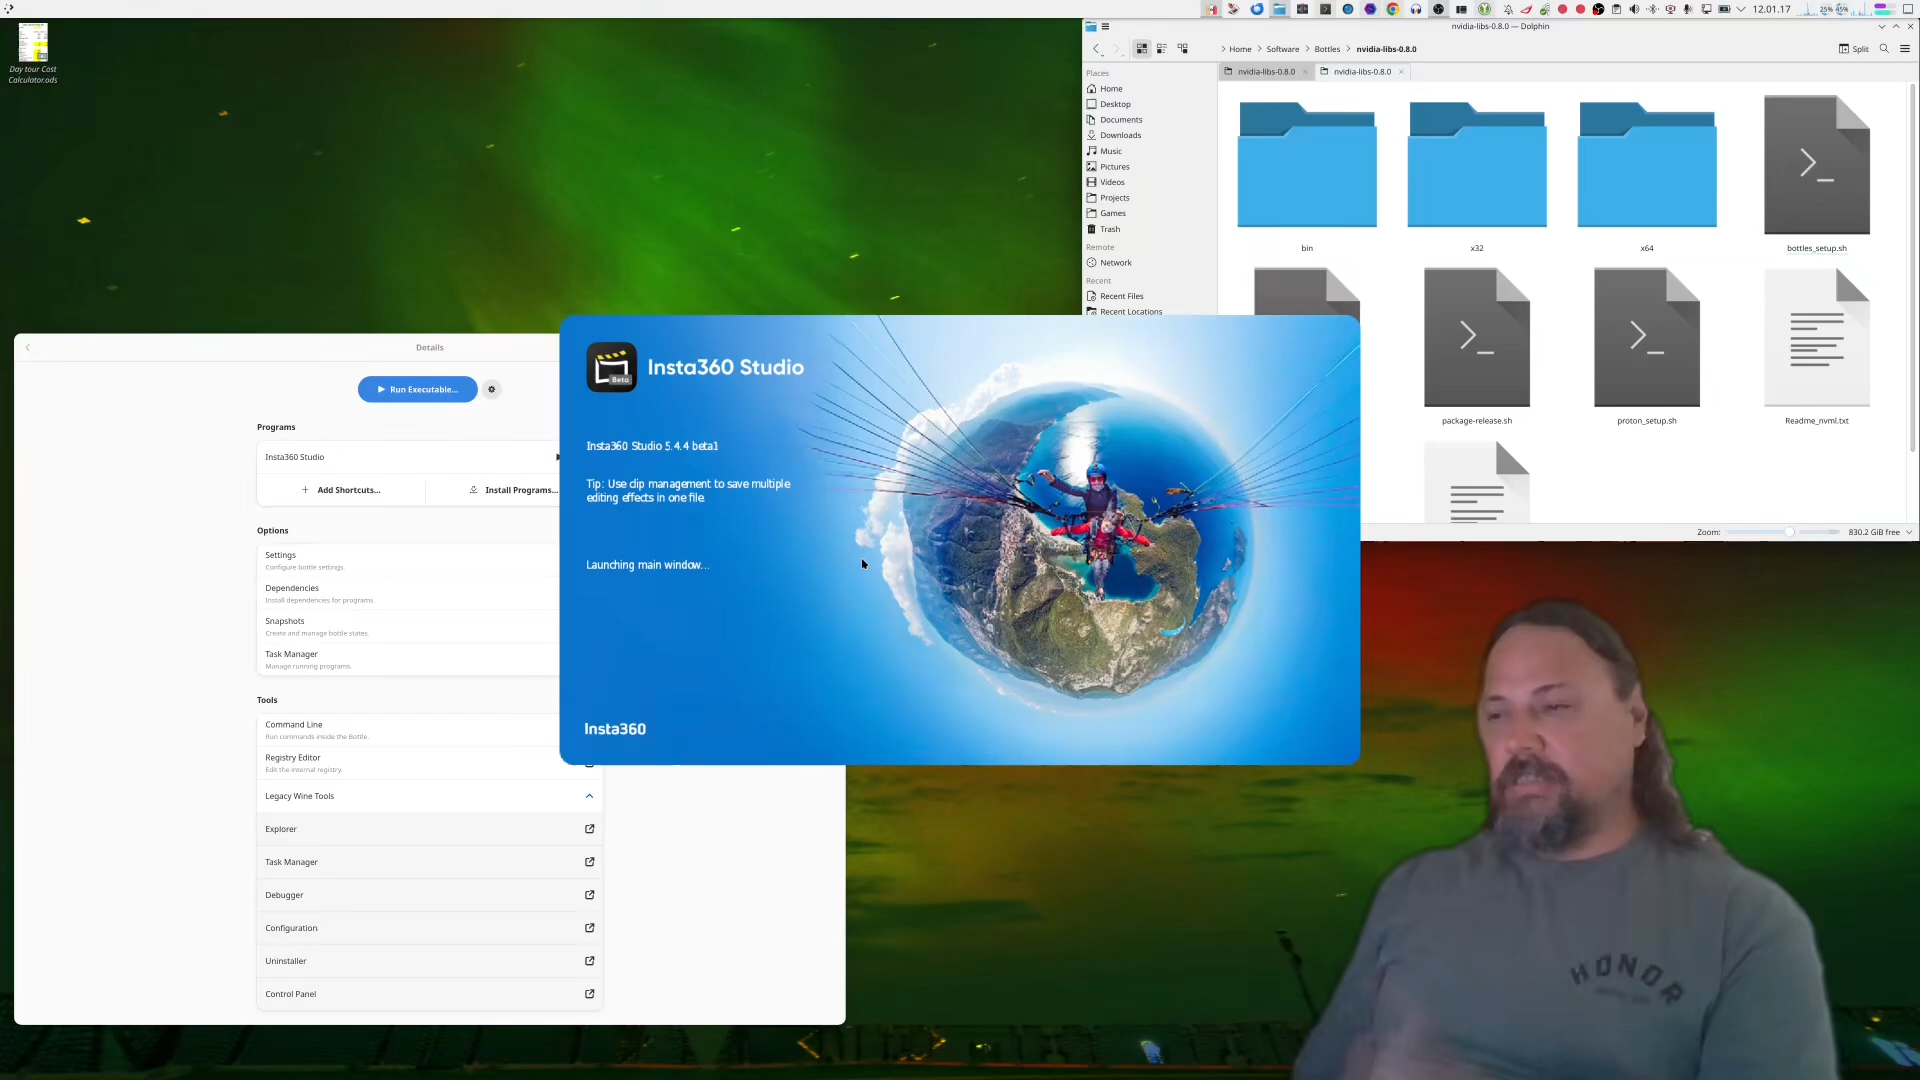 12.01.17
25%
45%
Day tour Cost
Calculator.ods
nvidia-libs-0.8.0 — Dolphin
Home
Software
Bottles
nvidia-libs-0.8.0
Split
Places
Home
Desktop
Documents
Downloads
Music
Pictures
Videos
Projects
Games
Trash
Remote
Network
Recent
Recent Files
Recent Locations
nvidia-libs-0.8.0
nvidia-libs-0.8.0
bin
x32
x64
bottles_setup.sh
package-release.sh
proton_setup.sh
Readme_nvml.txt
Zoom:
830.2 GiB free
Details
Run Executable...
Programs
Insta360 Studio
Add Shortcuts...
Install Programs...
Options
Settings
Configure bottle settings.
Dependencies
Install dependencies for programs.
Snapshots
Create and manage bottle states.
Task Manager
Manage running programs.
Tools
Command Line
Run commands inside the Bottle.
Registry Editor
Edit the internal registry.
Legacy Wine Tools
Explorer
Task Manager
Debugger
Configuration
Uninstaller
Control Panel
Beta
Insta360 Studio
Insta360 Studio 5.4.4 beta1
Tip: Use clip management to save multiple
editing effects in one file.
Launching main window...
Insta360
HONOR